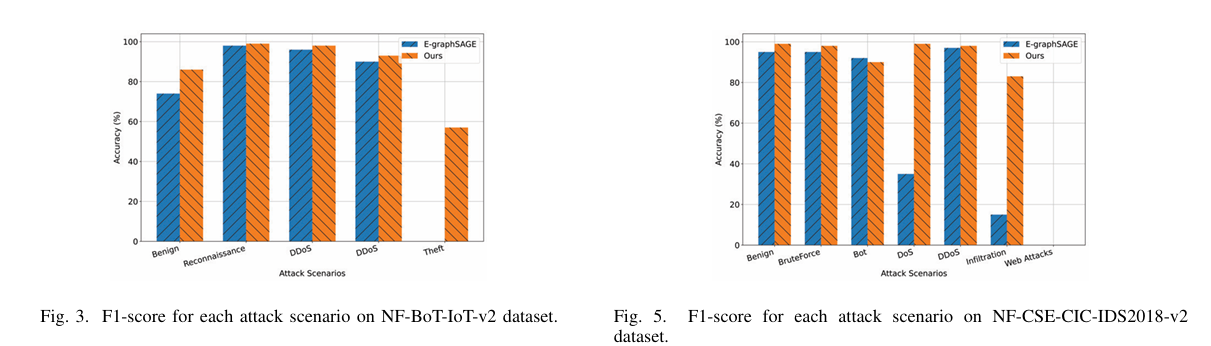 100
80
60
40
20
0
Accuracy (%)
E-graphSAGE
Ours
Benign
Reconnaissance
DDoS
DDoS
Theft
Attack Scenarios
Fig. 3. F1-score for each attack scenario on NF-BoT-IoT-v2 dataset.
100
80
60
40
20
0
Accuracy (%)
E-graphSAGE
Ours
Benign
BruteForce
Bot
DoS
DDoS
Infiltration
Web Attacks
Attack Scenarios
Fig. 5. F1-score for each attack scenario on NF-CSE-CIC-IDS2018-v2
dataset.